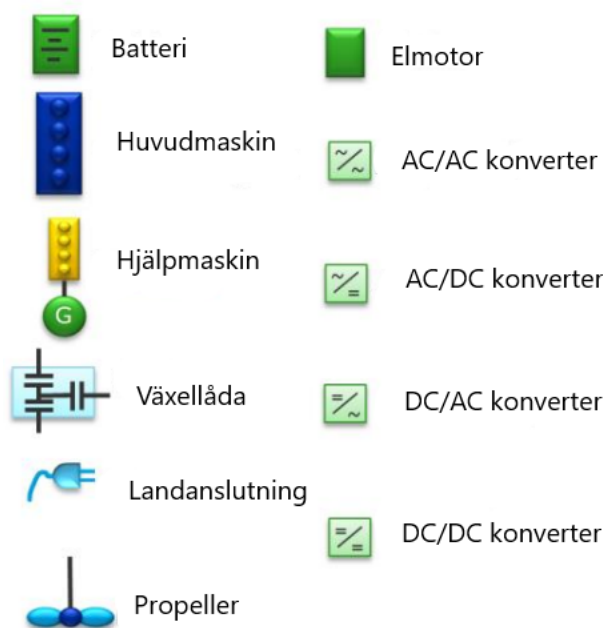 Batteri
Huvudmaskin
Hjälpmaskin
G
Växellåda
Landanslutning
Propeller
Elmotor
~/~
AC/AC konverter
~/=
AC/DC konverter
=/~
DC/AC konverter
=/=
DC/DC konverter